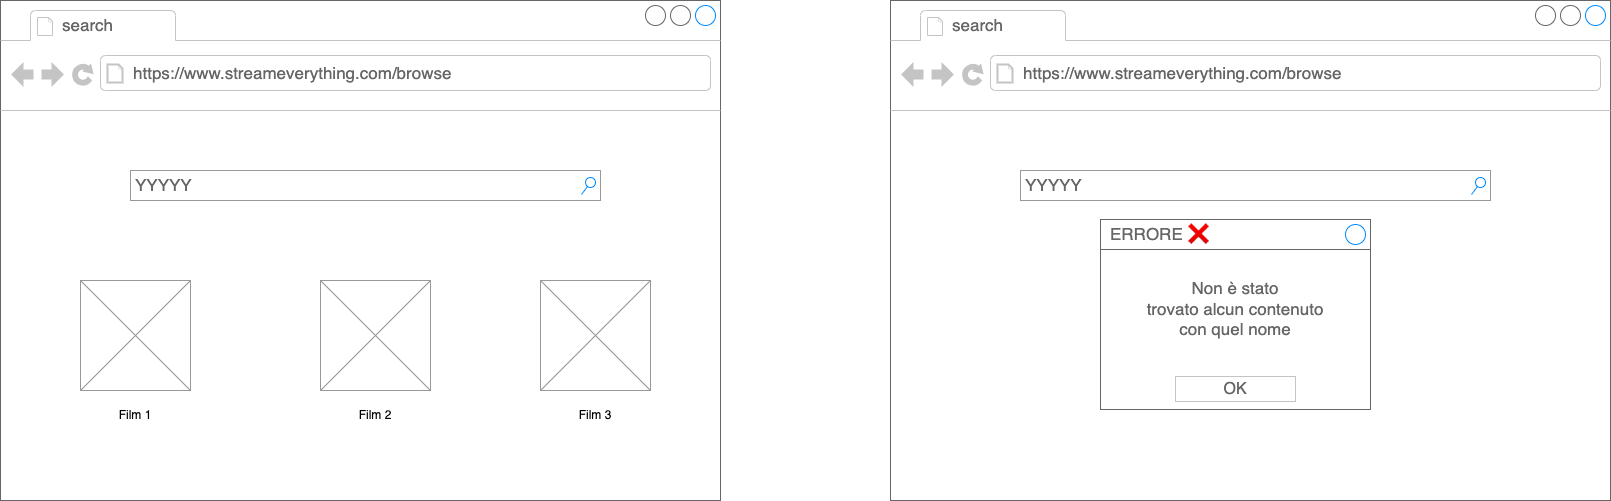 search
https://www.streameverything.com/browse
YYYYY
Film 1
Film 2
Film 3
search
https://www.streameverything.com/browse
YYYYY
ERRORE
Non è stato
trovato alcun contenuto
con quel nome
OK